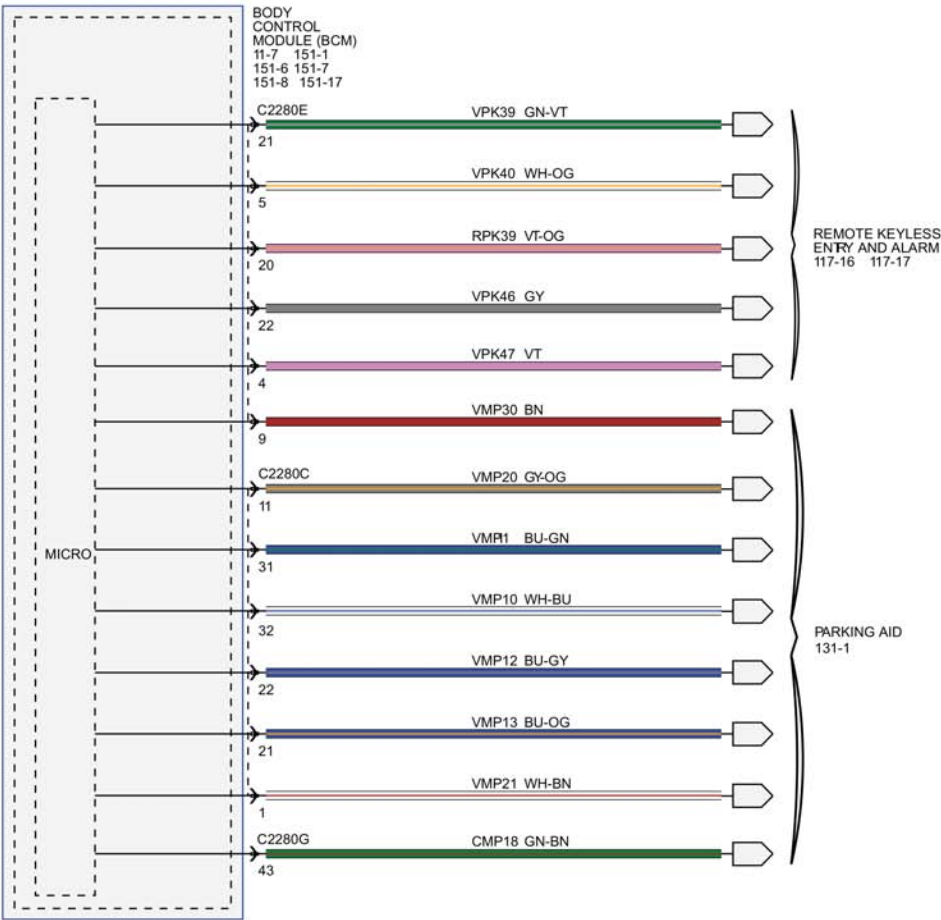 BODY
CONTROL
MODULE (BCM)
11-7 151-1
151-6 151-7
151-8 151-17
C2280E
VPK39 GN-VT
21
VPK40 WH-OG
5
RPK39 VT-OG
20
VPK46 GY
22
VPK47 VT
4
REMOTE KEYLESS
ENTRY AND ALARM
117-16 117-17
VMP30 BN
9
C2280C
VMP20 GY-OG
11
MICRO
VMP11 BU-GN
31
VMP10 WH-BU
32
VMP12 BU-GY
22
VMP13 BU-OG
21
VMP21 WH-BN
1
C2280G
CMP18 GN-BN
43
PARKING AID
131-1